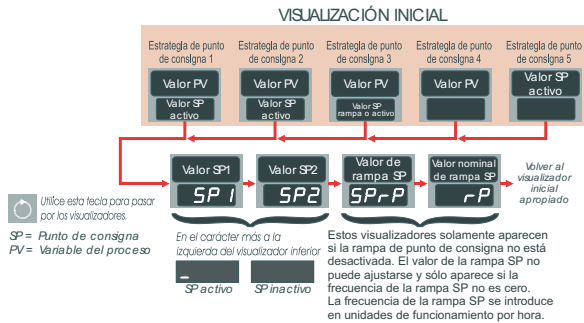 VISUALIZACIÓN INICIAL
Estrategia de punto de consigna 1
Estrategia de punto de consigna 2
Estrategia de punto de consigna 3
Estrategia de punto de consigna 4
Estrategia de punto de consigna 5
Valor PV
Valor SP activo
Valor PV
Valor SP activo
Valor PV
Valor SP rampa o activo
Valor PV
Valor SP activo
Valor SP1
SP1
Valor SP2
SP2
Valor de rampa SP
SPrP
Valor nominal de rampa SP
rP
Volver al visualizador inicial apropiado
Utilice esta tecla para pasar
por los visualizadores.
SP = Punto de consigna
PV = Variable del proceso
En el carácter más a la
izquierda del visualizador inferior
SP activo
SP inactivo
Estos visualizadores solamente aparecen
si la rampa de punto de consigna no está
desactivada. El valor de la rampa SP no
puede ajustarse y sólo aparece si la
frecuencia de la rampa SP no es cero.
La frecuencia de la rampa SP se introduce
en unidades de funcionamiento por hora.